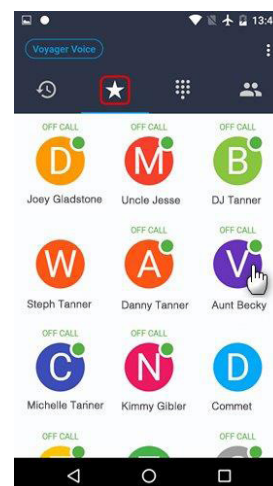 13:4
Voyager Voice
OFF CALL OFF CALL OFF CALL
D M B
Joey Gladstone Uncle Jesse DJ Tanner
OFF CALL OFF CALL
W A V
Steph Tanner Danny Tanner Aunt Becky
OFF CALL OFF CALL
C N D
Michelle Tanner Kimmy Gibler Commet
OFF CALL OFF CALL